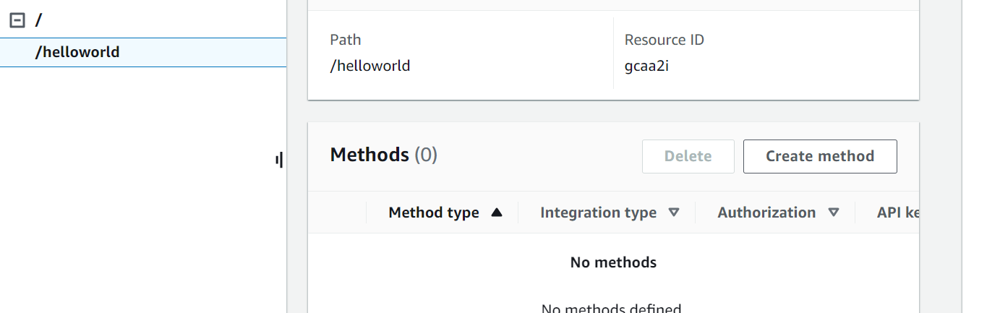 /
/helloworld
Path
/helloworld
Resource ID
gcaa2i
Methods (0)
Delete
Create method
Method type
Integration type
Authorization
API ke
No methods
No methods defined